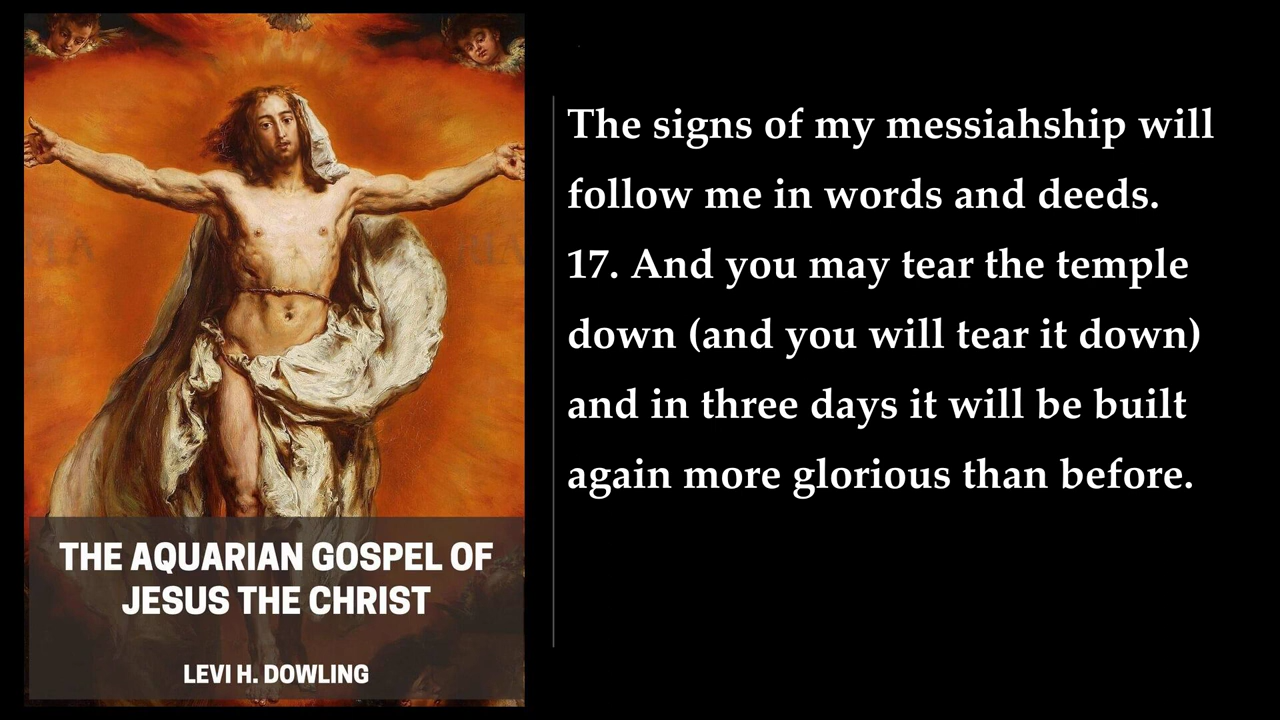 THE AQUARIAN GOSPEL OF
JESUS THE CHRIST
LEVI H. DOWLING
The signs of my messiahship will
follow me in words and deeds.
17. And you may tear the temple
down (and you will tear it down)
and in three days it will be built
again more glorious than before.